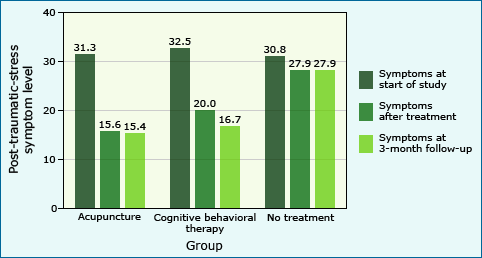 40
30
20
10
0
Post-traumatic-stress
symptom level
31.3
15.6
15.4
32.5
20.0
16.7
30.8
27.9
27.9
Acupuncture
Cognitive behavioral
therapy
No treatment
Group
Symptoms at
start of study
Symptoms
after treatment
Symptoms at
3-month follow-up